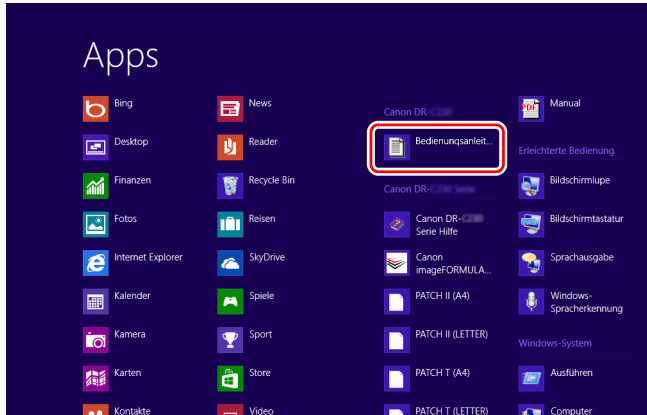 Apps
Bing
Desktop
Finanzen
Fotos
Internet Explorer
Kalender
Kamera
Karten
Kontakte
News
Reader
Recycle Bin
Reisen
SkyDrive
Spiele
Sport
Store
Video
Canon DR-
Bedienungsanleit...
Canon DR- Serie
Canon DR-
Serie Hilfe
Canon
imageFORMULA...
PATCH II (A4)
PATCH II (LETTER)
PATCH T (A4)
PATCH T (LETTER)
PDF
Manual
Erleichterte Bedienung
Bildschirmlupe
Bildschirmtastatur
Sprachausgabe
Windows-
Spracherkennung
Windows-System
Ausführen
Computer